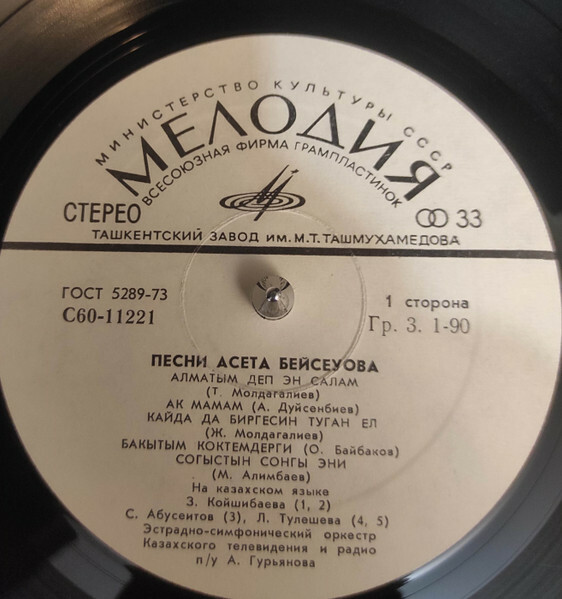 МИНИСТЕРСТВО КУЛЬТУРЫ СССР
МЕЛОДИЯ
ВСЕСОЮЗНАЯ ФИРМА ГРАМПЛАСТИНОК
СТЕРЕО
33
ТАШКЕНТСКИЙ ЗАВОД ИМ. М.Т. ТАШМУХАМЕДОВА
ГОСТ 5289-73
С60-11221
1 сторона
Гр. 3. 1-90
ПЕСНИ АСЕТА БЕЙСЕУОВА
АЛМАТЫМ ДЕП ЭН САЛАМ
(Т. Молдагалиев)
АК МАМАМ (А. Дуйсенбиев)
КАЙДА ДА БИРГЕСИН ТУГАН ЕЛ
(Ж. Молдагалиев)
БАКЫТЫМ КОКТЕМДЕРГИ (О. Байбаков)
СОГЫСТЫН СОНГЫ ЭНИ
(М. Алимбаев)
На казахском языке
З. Койшибаева (1, 2)
С. Абусеитов (3), Л. Тулешева (4, 5)
Эстрадно-симфонический оркестр
Казахского телевидения и радио
п/у А. Гурьянова